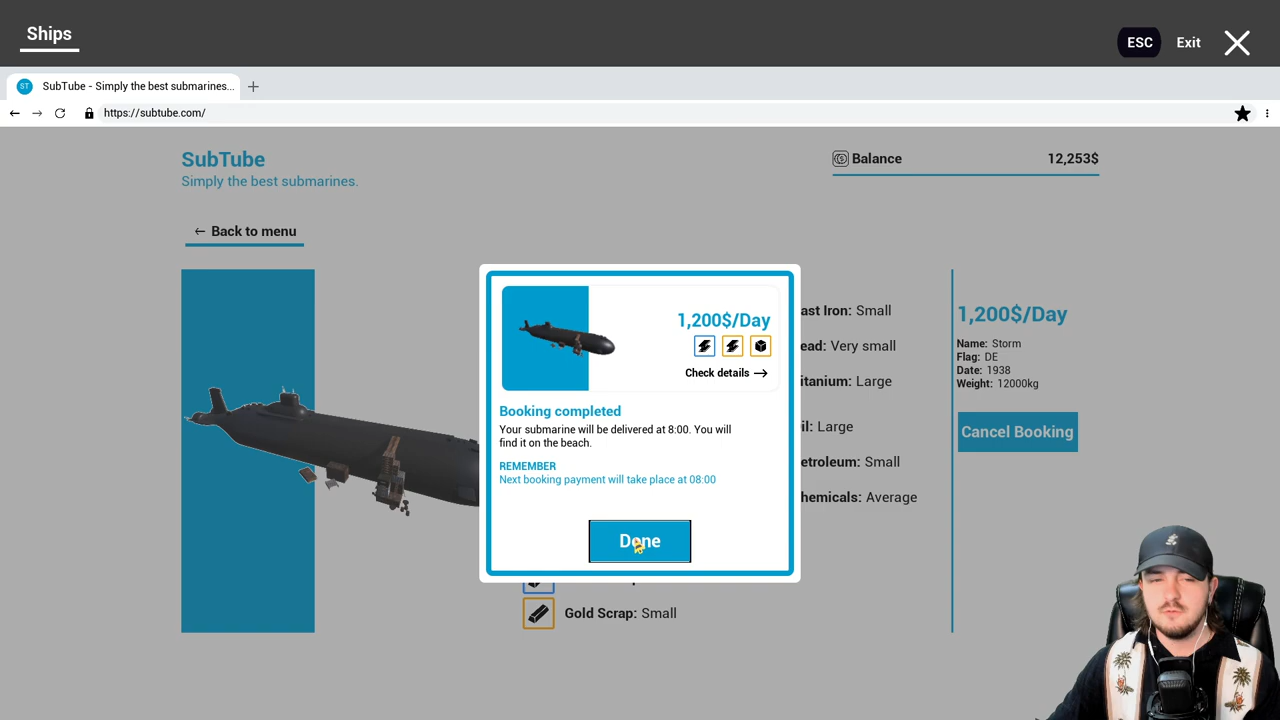 Ships
ESC
Exit
ST
SubTube - Simply the best submarines...
https://subtube.com/
SubTube
Simply the best submarines.
Balance
12,253$
← Back to menu
1,200$/Day
Check details →
Booking completed
Your submarine will be delivered at 8:00. You will
find it on the beach.
REMEMBER
Next booking payment will take place at 08:00
Done
ast Iron: Small
ead: Very small
itanium: Large
il: Large
etroleum: Small
hemicals: Average
Gold Scrap: Small
1,200$/Day
Name: Storm
Flag: DE
Date: 1938
Weight: 12000kg
Cancel Booking